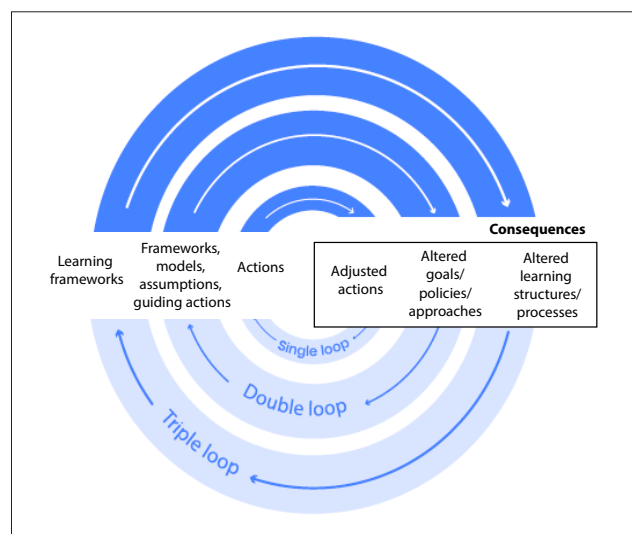 Consequences
Learning
frameworks
Frameworks,
models,
assumptions,
guiding actions
Actions
Adjusted
actions
Altered
goals/
policies/
approaches
Altered
learning
structures/
processes
Single loop
Double loop
Triple loop